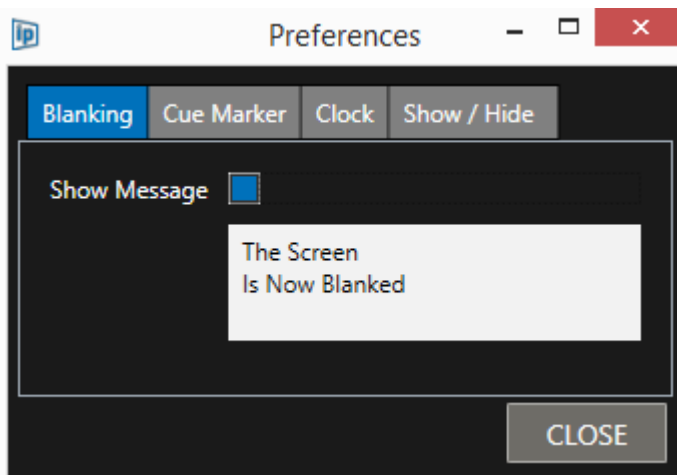 ip
Preferences
Blanking Cue Marker Clock Show / Hide
Show Message
The Screen
Is Now Blanked
CLOSE